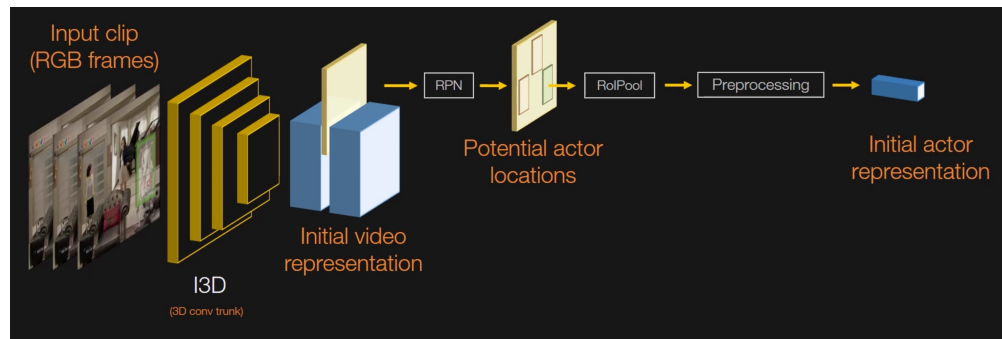 Input clip
(RGB frames)
I3D
(3D conv trunk)
Initial video
representation
RPN
Potential actor
locations
RoIPool
Preprocessing
Initial actor
representation